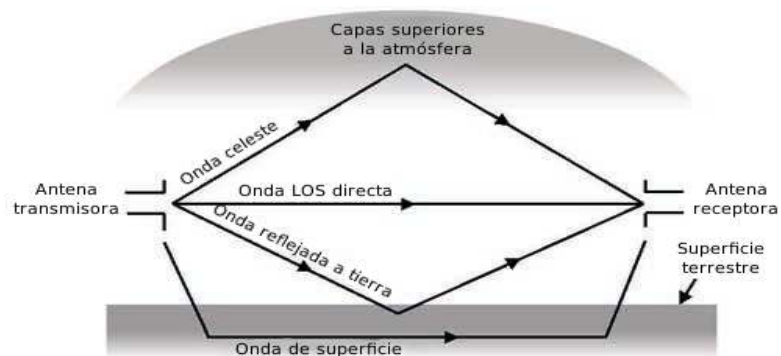 Capas superiores
a la atmósfera
Onda celeste
Antena
transmisora
Onda LOS directa
Antena
receptora
Onda reflejada a tierra
Superficie
terrestre
Onda de superficie